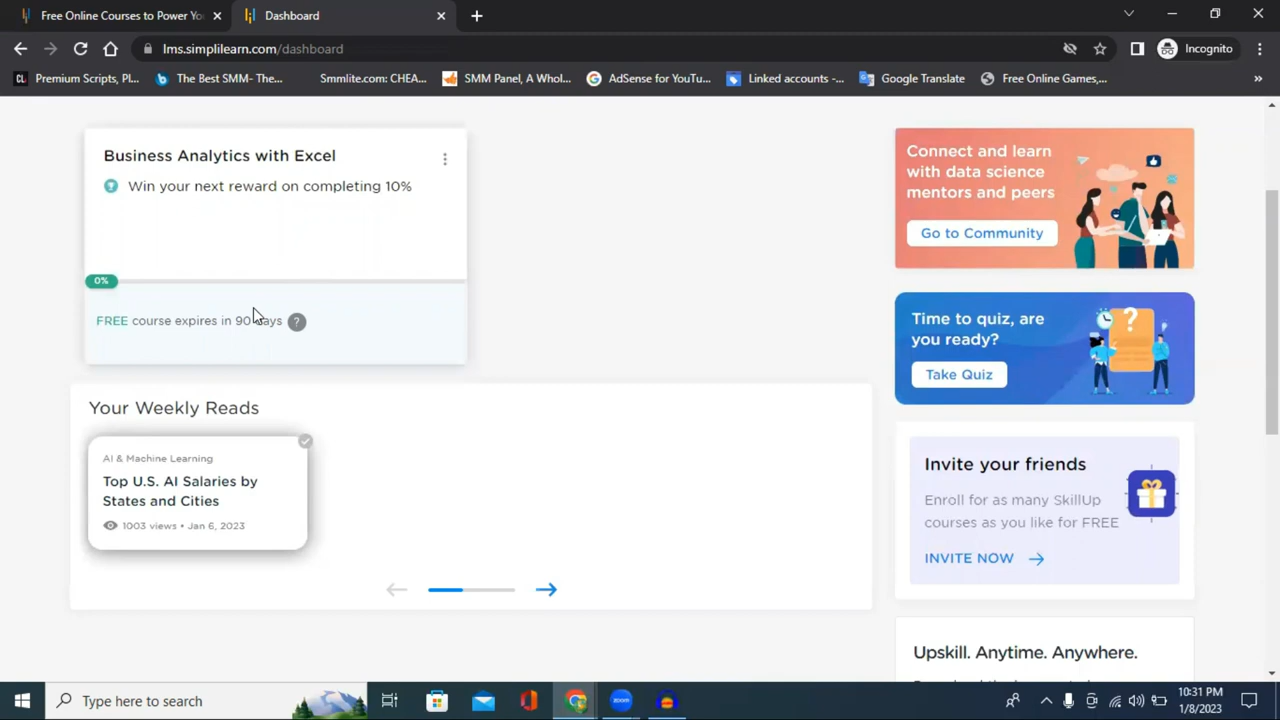 Free Online Courses to Power Yo
Dashboard
lms.simplilearn.com/dashboard
Incognito
CL Premium Scripts, Pl...
The Best SMM- The...
Smmlite.com: CHEA...
SMM Panel, A Whol...
AdSense for YouTu...
Linked accounts -...
Google Translate
Free Online Games,...
»
Business Analytics with Excel
Win your next reward on completing 10%
0%
FREE course expires in 90 days ?
Your Weekly Reads
AI & Machine Learning
Top U.S. AI Salaries by
States and Cities
1003 views • Jan 6, 2023
Connect and learn
with data science
mentors and peers
Go to Community
Time to quiz, are
you ready?
Take Quiz
Invite your friends
Enroll for as many SkillUp
courses as you like for FREE
INVITE NOW
Upskill. Anytime. Anywhere.
Type here to search
zoom
10:31 PM
1/8/2023